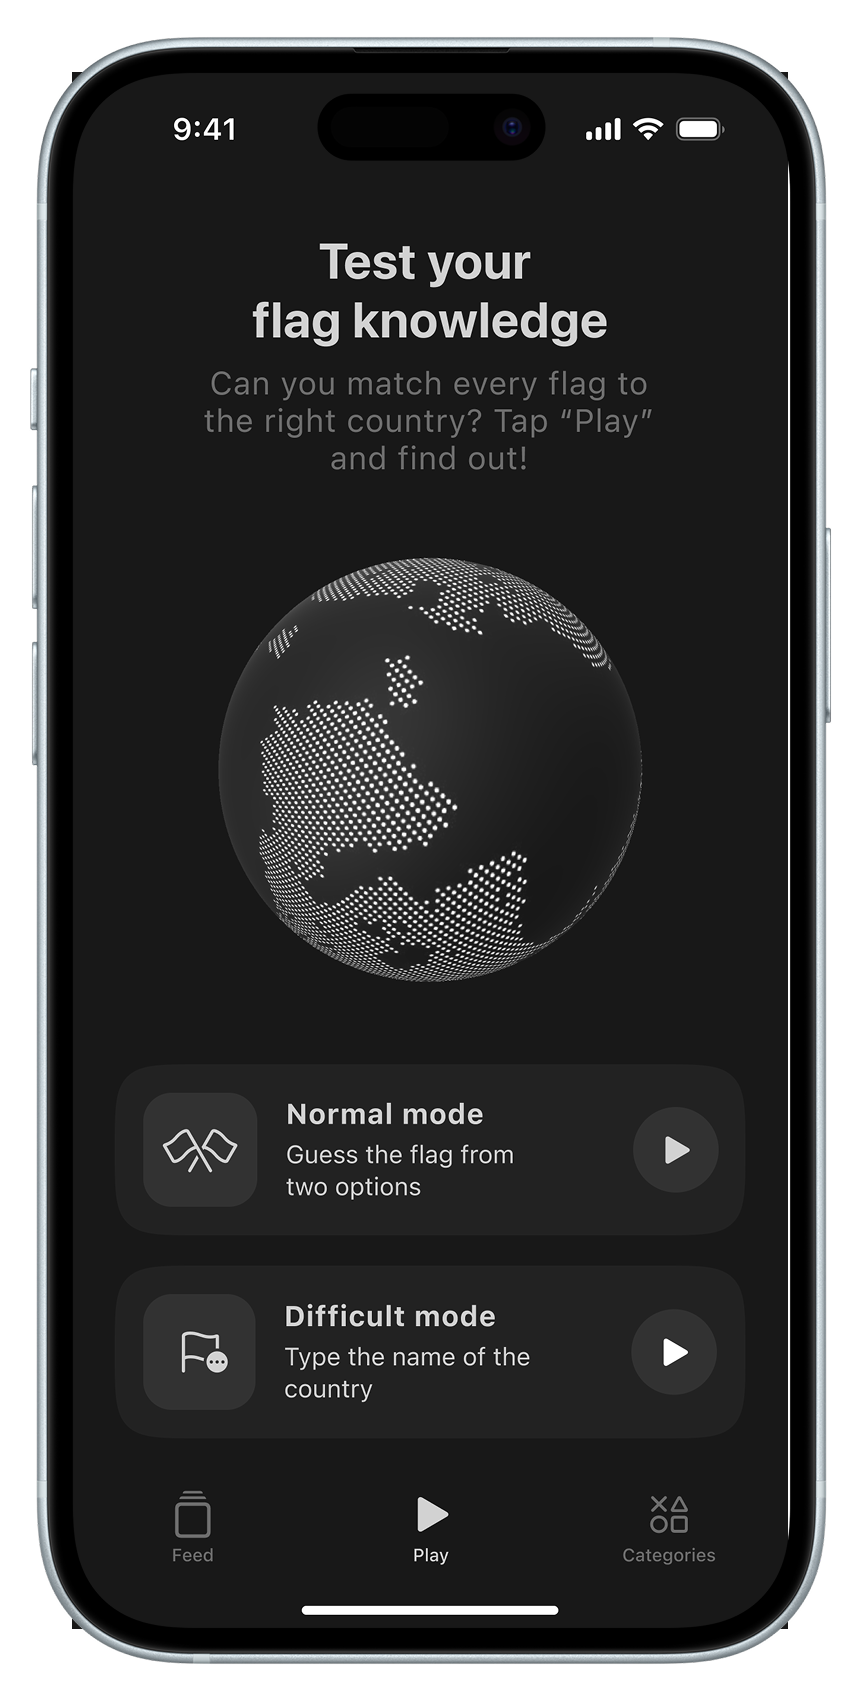 9:41
Test your
flag knowledge
Can you match every flag to
the right country? Tap “Play”
and find out!
Normal mode
Guess the flag from
two options
Difficult mode
Type the name of the
country
Feed
Play
Categories